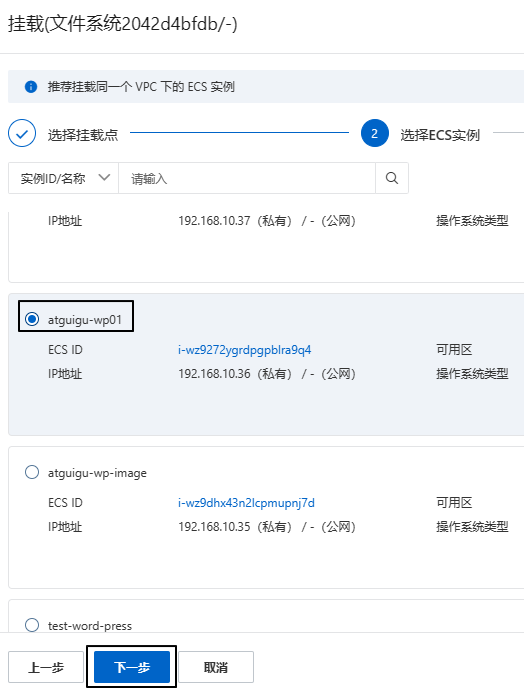 挂载(文件系统2042d4bfdb/-)
推荐挂载同一个 VPC 下的 ECS 实例
选择挂载点
2 选择ECS实例
实例ID/名称 请输入
IP地址 192.168.10.37（私有） / -（公网） 操作系统类型
atguigu-wp01
ECS ID i-wz9272ygrdpgpblra9q4 可用区
IP地址 192.168.10.36（私有） / -（公网） 操作系统类型
atguigu-wp-image
ECS ID i-wz9dhx43n2lcpmupnj7d 可用区
IP地址 192.168.10.35（私有） / -（公网） 操作系统类型
test-word-press
上一步 下一步 取消